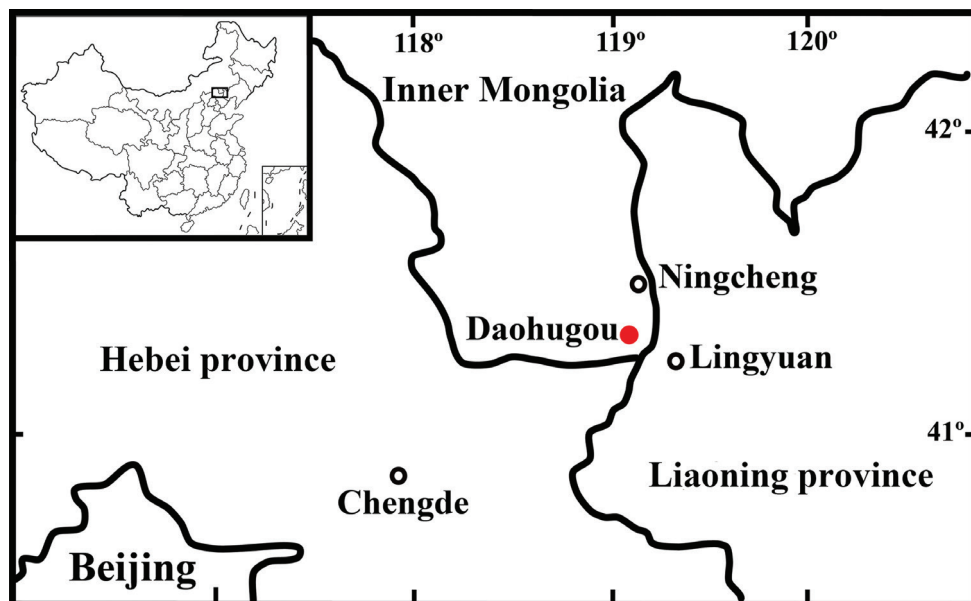 118º
119º
120º
Inner Mongolia
42º
Ningcheng
Daohugou
Hebei province
Lingyuan
41º
Liaoning province
Chengde
Beijing